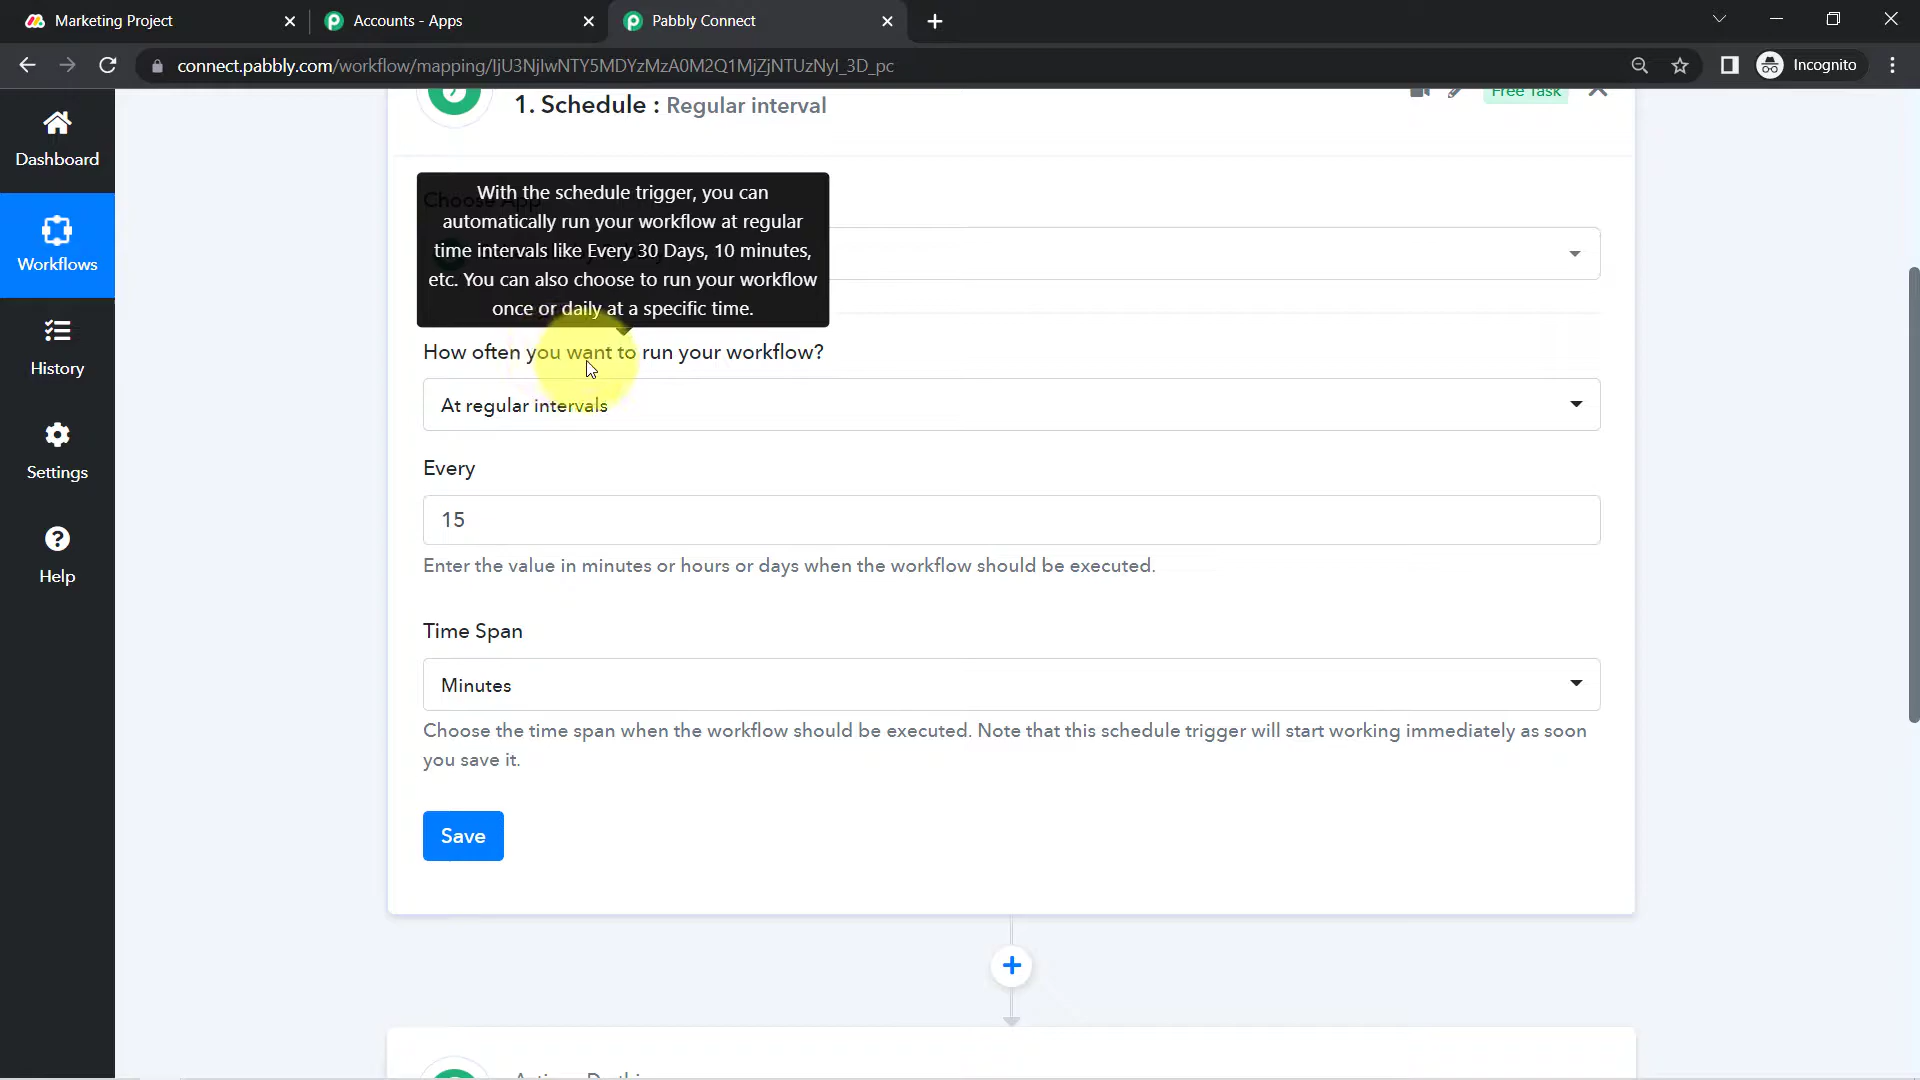 Marketing Project
Accounts - Apps
Pabbly Connect
connect.pabbly.com/workflow/mapping/IjU3NjIwNTY5MDYzMzA0M2Q1MjZjNTUzNyI_3D_pc
Incognito
Dashboard
Workflows
History
Settings
Help
1. Schedule : Regular interval
Free Task
Choose App
With the schedule trigger, you can
automatically run your workflow at regular
time intervals like Every 30 Days, 10 minutes,
etc. You can also choose to run your workflow
once or daily at a specific time.
How often you want to run your workflow?
At regular intervals
Every
15
Enter the value in minutes or hours or days when the workflow should be executed.
Time Span
Minutes
Choose the time span when the workflow should be executed. Note that this schedule trigger will start working immediately as soon
you save it.
Save